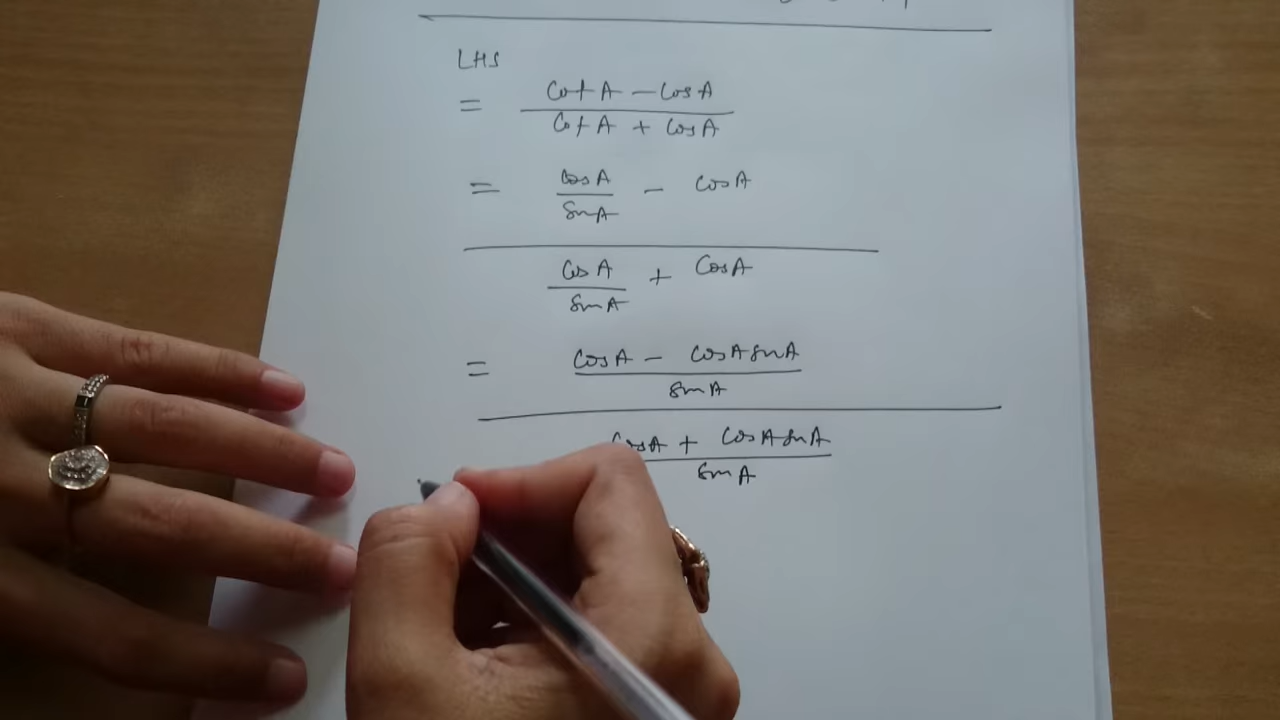 LHS
= cot A - cos A
cot A + cos A
= cos A - cos A
sin A
cos A + cos A
sin A
= cos A - cos A sin A
sin A
cos A + cos A sin A
sin A